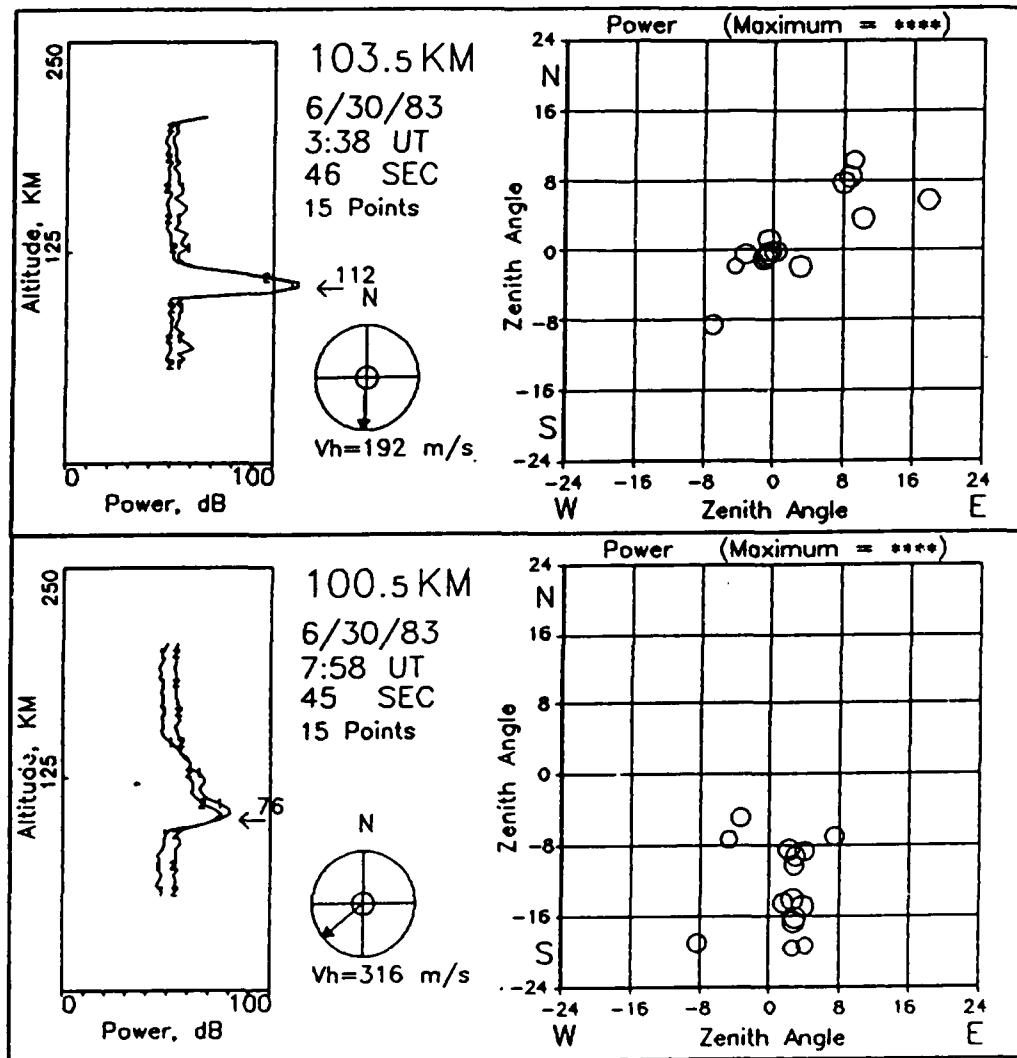 250
125
0
100
Altitude, KM
Power, dB
103.5 KM
6/30/83
3:38 UT
46 SEC
15 Points
←112
N
Vh=192 m/s
Power (Maximum = ****)
24
16
8
0
-8
-16
-24
N
S
Zenith Angle
-24 -16 -8 0 8 16 24
W Zenith Angle E
250
125
0
100
Altitude, KM
Power, dB
100.5 KM
6/30/83
7:58 UT
45 SEC
15 Points
←76
N
Vh=316 m/s
Power (Maximum = ****)
24
16
8
0
-8
-16
-24
N
S
Zenith Angle
-24 -16 -8 0 8 16 24
W Zenith Angle E